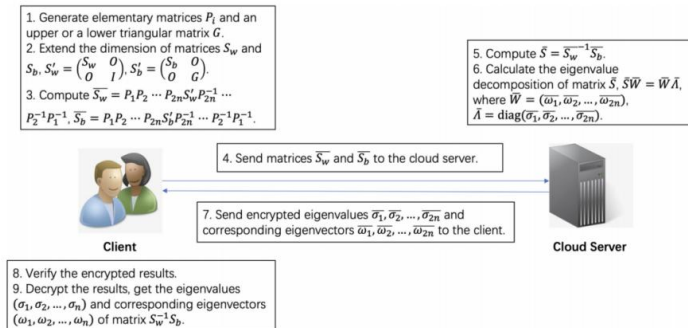 1. Generate elementary matrices P_i and an
upper or a lower triangular matrix G.
2. Extend the dimension of matrices S_w and
S_b, S'_w = (S_w O; O I), S'_b = (S_b O; O G).
3. Compute \overline{S_w} = P_1P_2 ⋯ P_{2n}S'_wP_{2n}^{-1} ⋯
P_2^{-1}P_1^{-1}, \overline{S_b} = P_1P_2 ⋯ P_{2n}S'_bP_{2n}^{-1} ⋯ P_2^{-1}P_1^{-1}.
5. Compute \bar{S} = \overline{S_w}^{-1}\overline{S_b}.
6. Calculate the eigenvalue
decomposition of matrix \bar{S}, \bar{S}\bar{W} = \bar{W}\bar{Λ},
where \bar{W} = (\overline{ω_1}, \overline{ω_2}, ..., \overline{ω_{2n}}),
\bar{Λ} = diag(\overline{σ_1}, \overline{σ_2}, ..., \overline{σ_{2n}}).
4. Send matrices \overline{S_w} and \overline{S_b} to the cloud server.
7. Send encrypted eigenvalues \overline{σ_1}, \overline{σ_2}, ..., \overline{σ_{2n}} and
corresponding eigenvectors \overline{ω_1}, \overline{ω_2}, ..., \overline{ω_{2n}} to the client.
Client
Cloud Server
8. Verify the encrypted results.
9. Decrypt the results, get the eigenvalues
(σ_1, σ_2, ..., σ_n) and corresponding eigenvectors
(ω_1, ω_2, ..., ω_n) of matrix S_w^{-1}S_b.